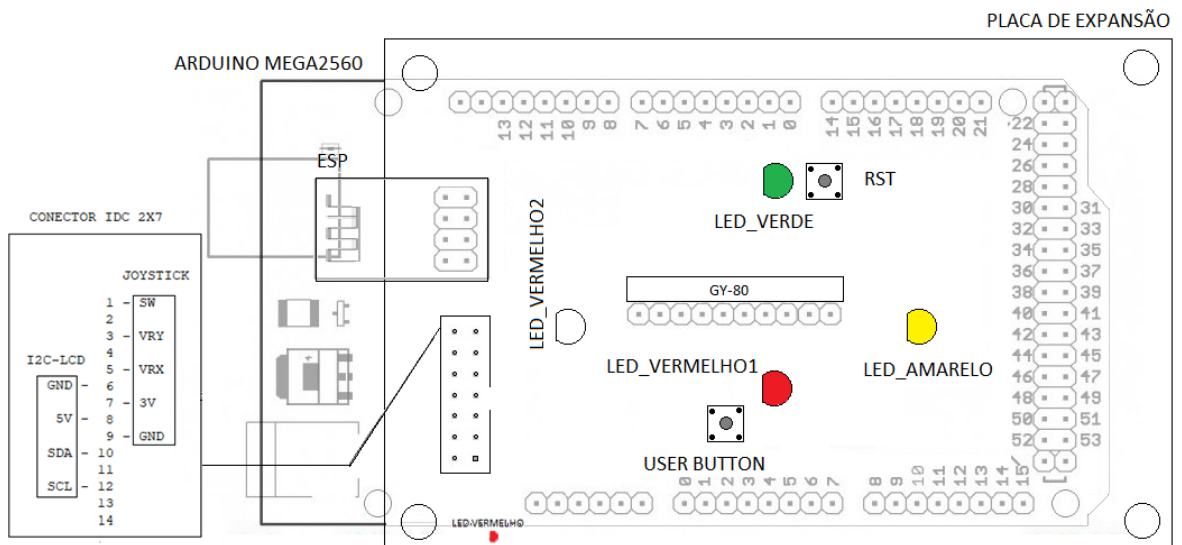 PLACA DE EXPANSÃO
ARDUINO MEGA2560
13 12 11 10 9 8
7 6 5 4 3 2 1 0
14 15 16 17 18 19 20 21
ESP
RST
LED_VERDE
LED_VERMELHO2
GY-80
LED_VERMELHO1
LED_AMARELO
USER BUTTON
22
24
26
28
30 31
32 33
34 35
36 37
38 39
40 41
42 43
44 45
46 47
48 49
50 51
52 53
0 1 2 3 4 5 6 7
8 9 10 11 12 13 14 15
LED-VERMELHO
CONECTOR IDC 2X7
JOYSTICK
1 - SW
2
3 - VRY
4
I2C-LCD
5 - VRX
GND - 6
7 - 3V
5V - 8
9 - GND
SDA - 10
11
SCL - 12
13
14